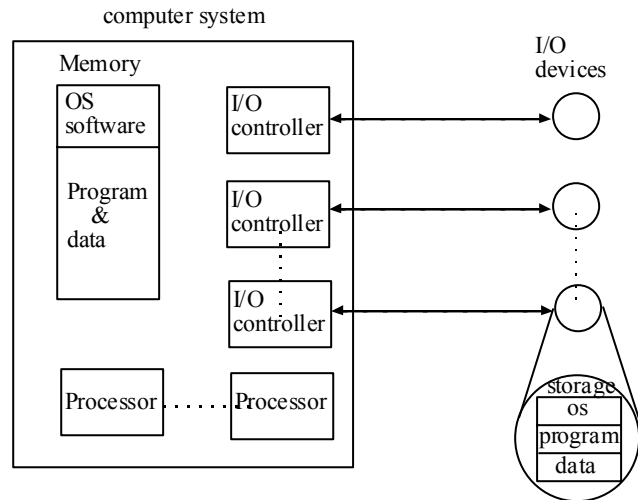 computer system
I/O
devices
Memory
OS
software
Program
&
data
I/O
controller
I/O
controller
I/O
controller
Processor
Processor
storage
os
program
data